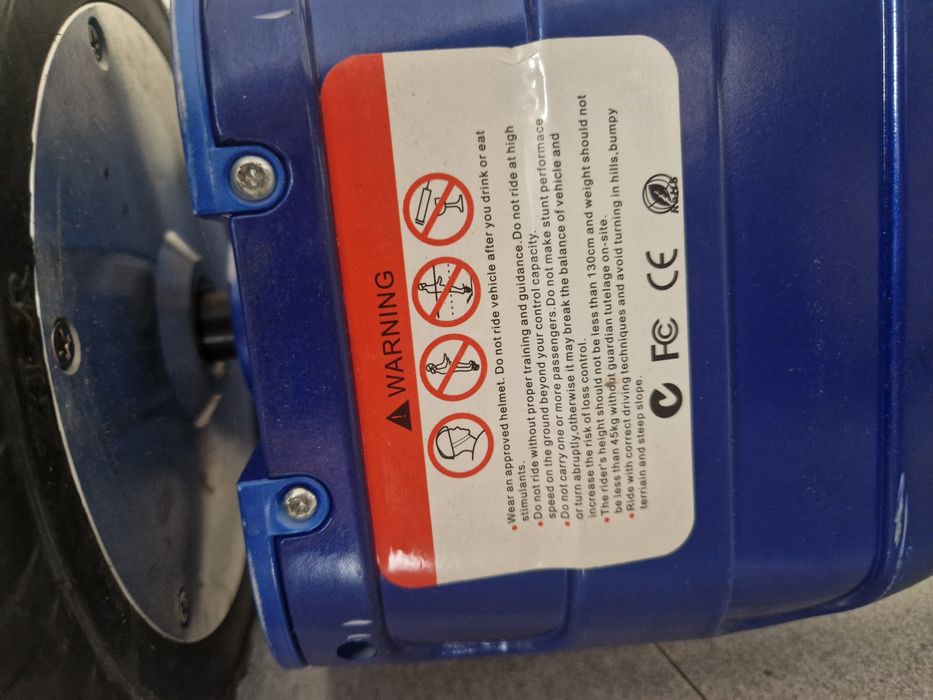 WARNING
Wear an approved helmet. Do not ride vehicle after you drink or eat
stimulants.
Do not ride without proper training and guidance.Do not ride at high
speed on the ground beyond your control capacity.
Do not carry one or more passengers.Do not make stunt performace
or turn abruptly,otherwise it may break the balance of vehicle and
increase the risk of loss control.
The rider's height should not be less than 130cm and weight should not
be less than 45kg without guardian tutelage on-site.
Ride with correct driving techniques and avoid turning in hills,bumpy
terriain and steep slope.
FC CE RoHS